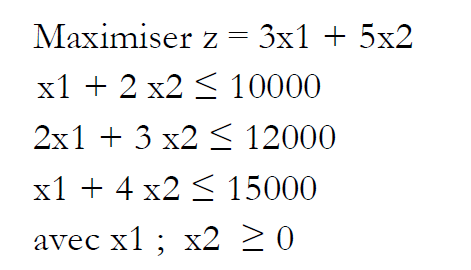 Maximiser z = 3x1 + 5x2
x1 + 2 x2 ≤ 10000
2x1 + 3 x2 ≤ 12000
x1 + 4 x2 ≤ 15000
avec x1 ; x2 ≥ 0